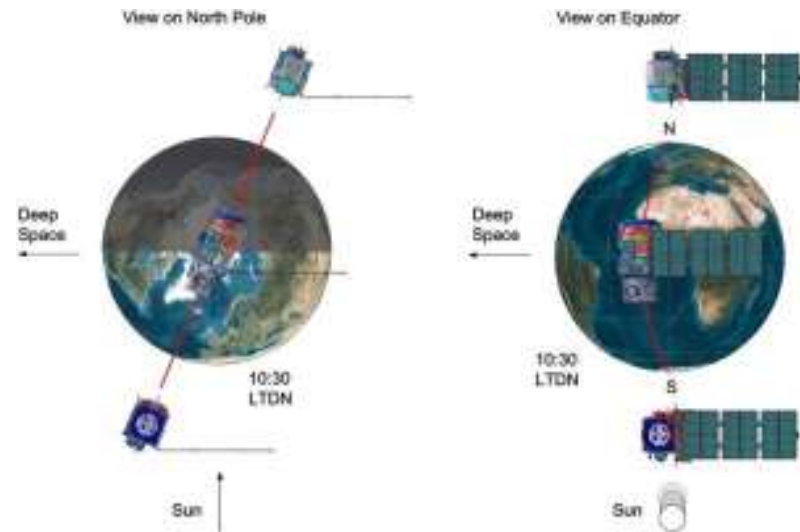 View on North Pole
Deep
Space
10:30
LTDN
Sun
View on Equator
N
Deep
Space
10:30
LTDN
S
Sun